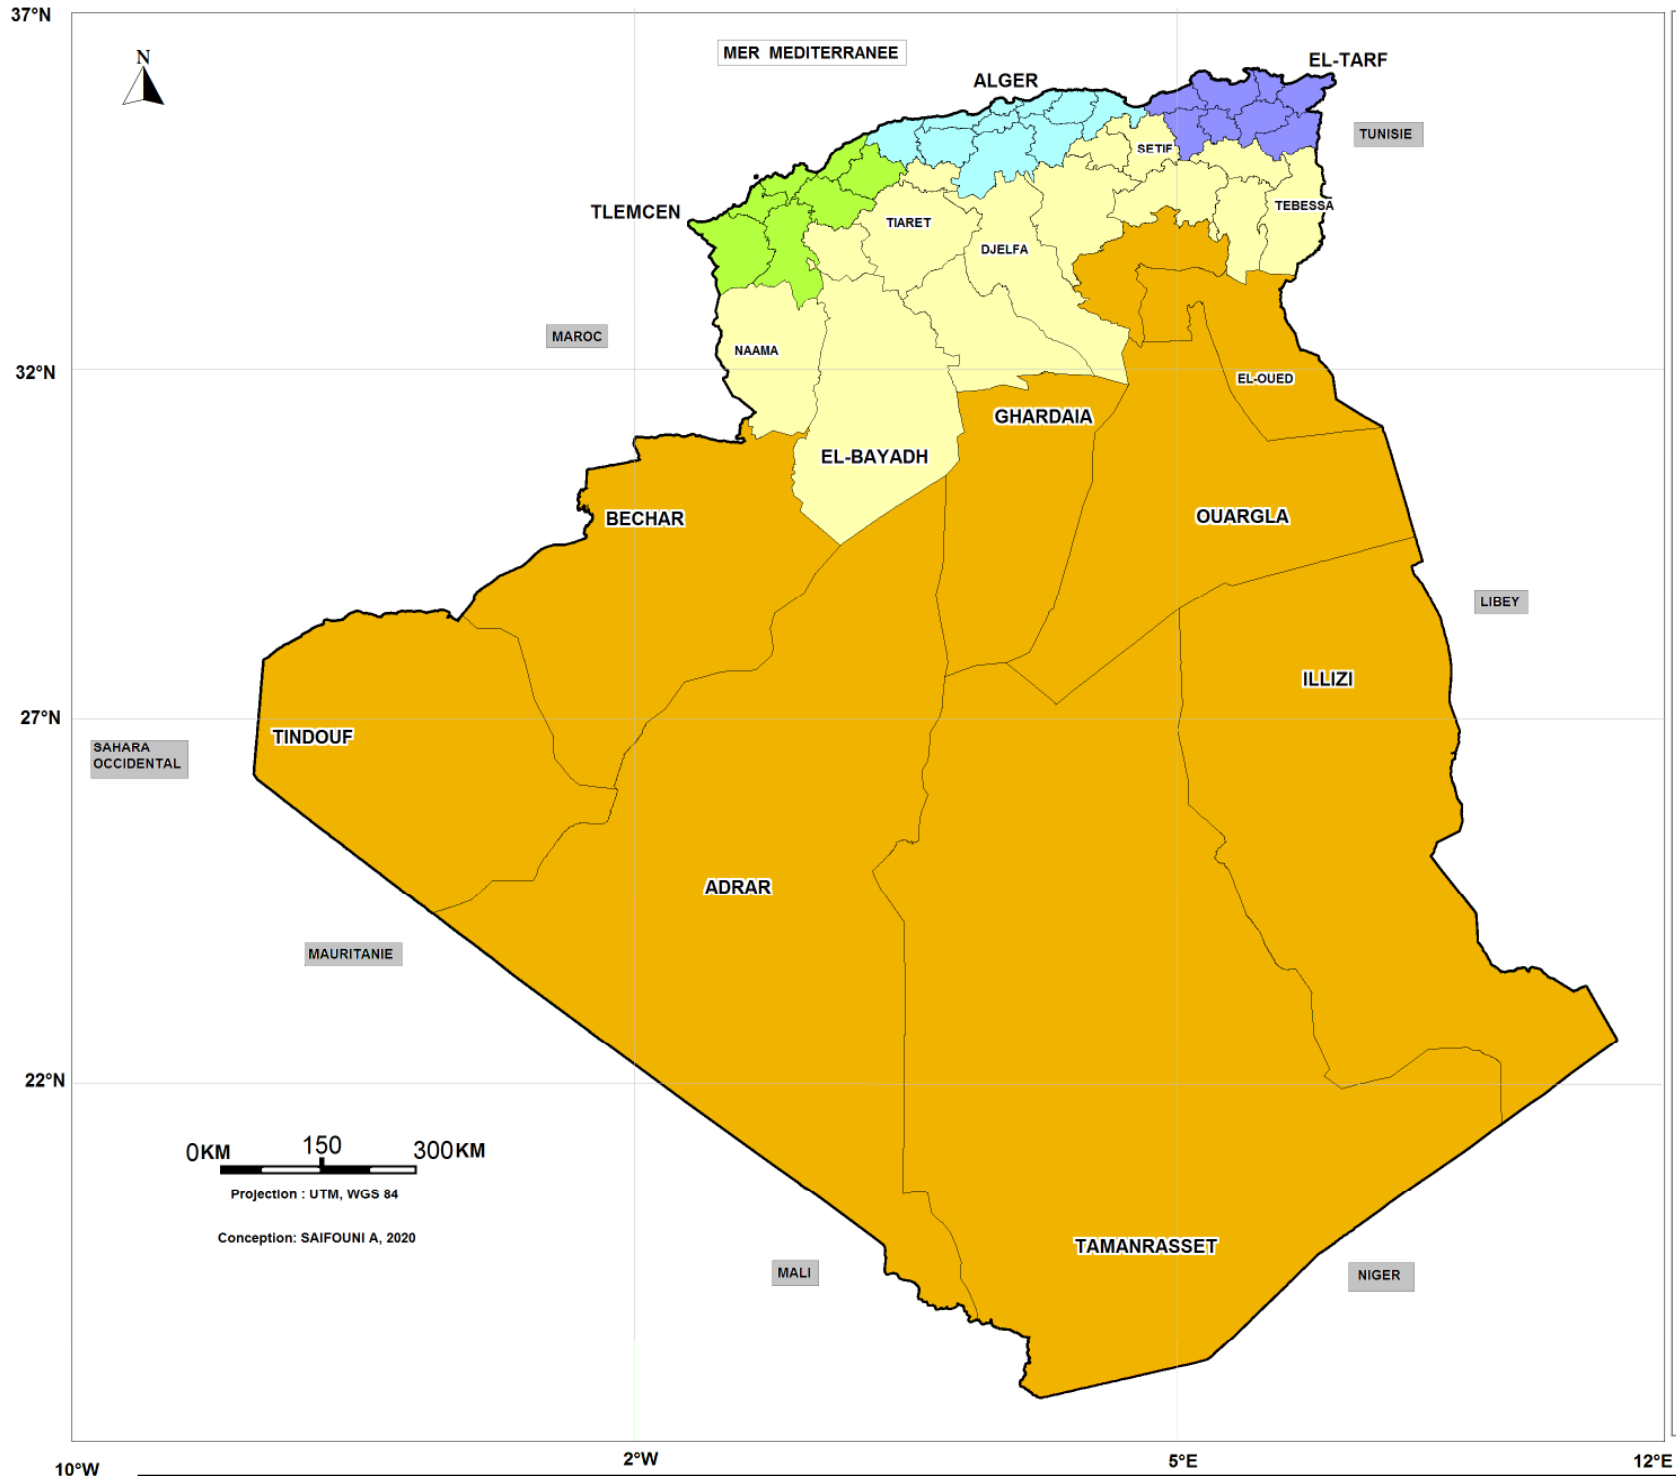 37°N
N
MER MEDITERRANEE
EL-TARF
ALGER
TUNISIE
SETIF
TEBESSA
TLEMCEN
TIARET
DJELFA
MAROC
NAAMA
32°N
EL-OUED
GHARDAIA
EL-BAYADH
BECHAR
OUARGLA
LIBEY
ILLIZI
27°N
TINDOUF
SAHARA
OCCIDENTAL
ADRAR
MAURITANIE
22°N
0KM 150 300KM
Projection : UTM, WGS 84
Conception: SAIFOUNI A, 2020
TAMANRASSET
MALI
NIGER
10°W 2°W 5°E 12°E